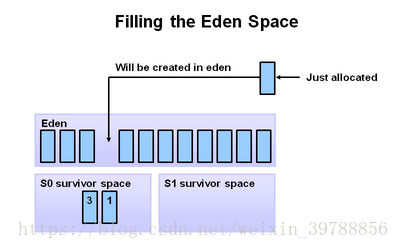 Filling the Eden Space
Will be created in eden
Just allocated
Eden
S0 survivor space
S1 survivor space
3 1
https://blog.csdn.net/weixin_39788856